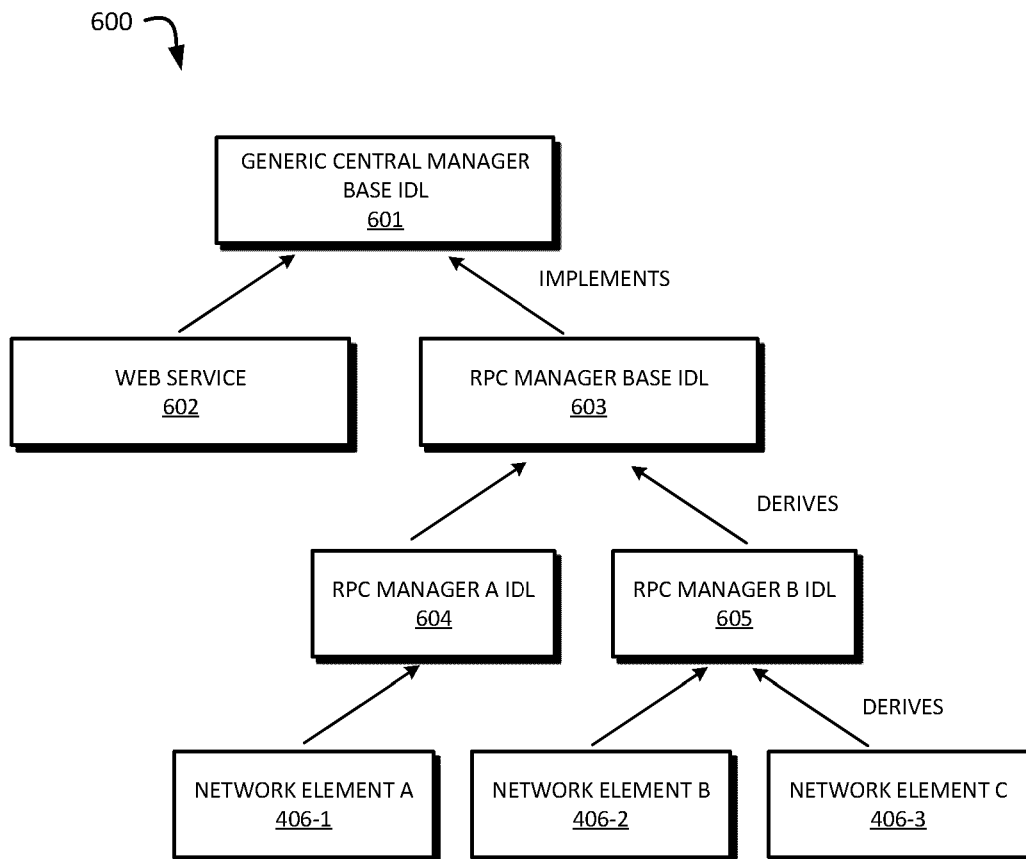 600
GENERIC CENTRAL MANAGER
BASE IDL
601
IMPLEMENTS
WEB SERVICE
602
RPC MANAGER BASE IDL
603
DERIVES
RPC MANAGER A IDL
604
RPC MANAGER B IDL
605
DERIVES
NETWORK ELEMENT A
406-1
NETWORK ELEMENT B
406-2
NETWORK ELEMENT C
406-3